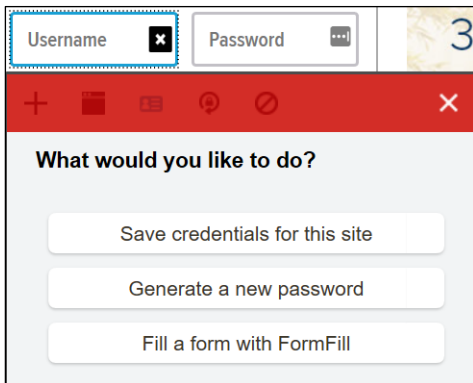 Username
Password
3
What would you like to do?
Save credentials for this site
Generate a new password
Fill a form with FormFill